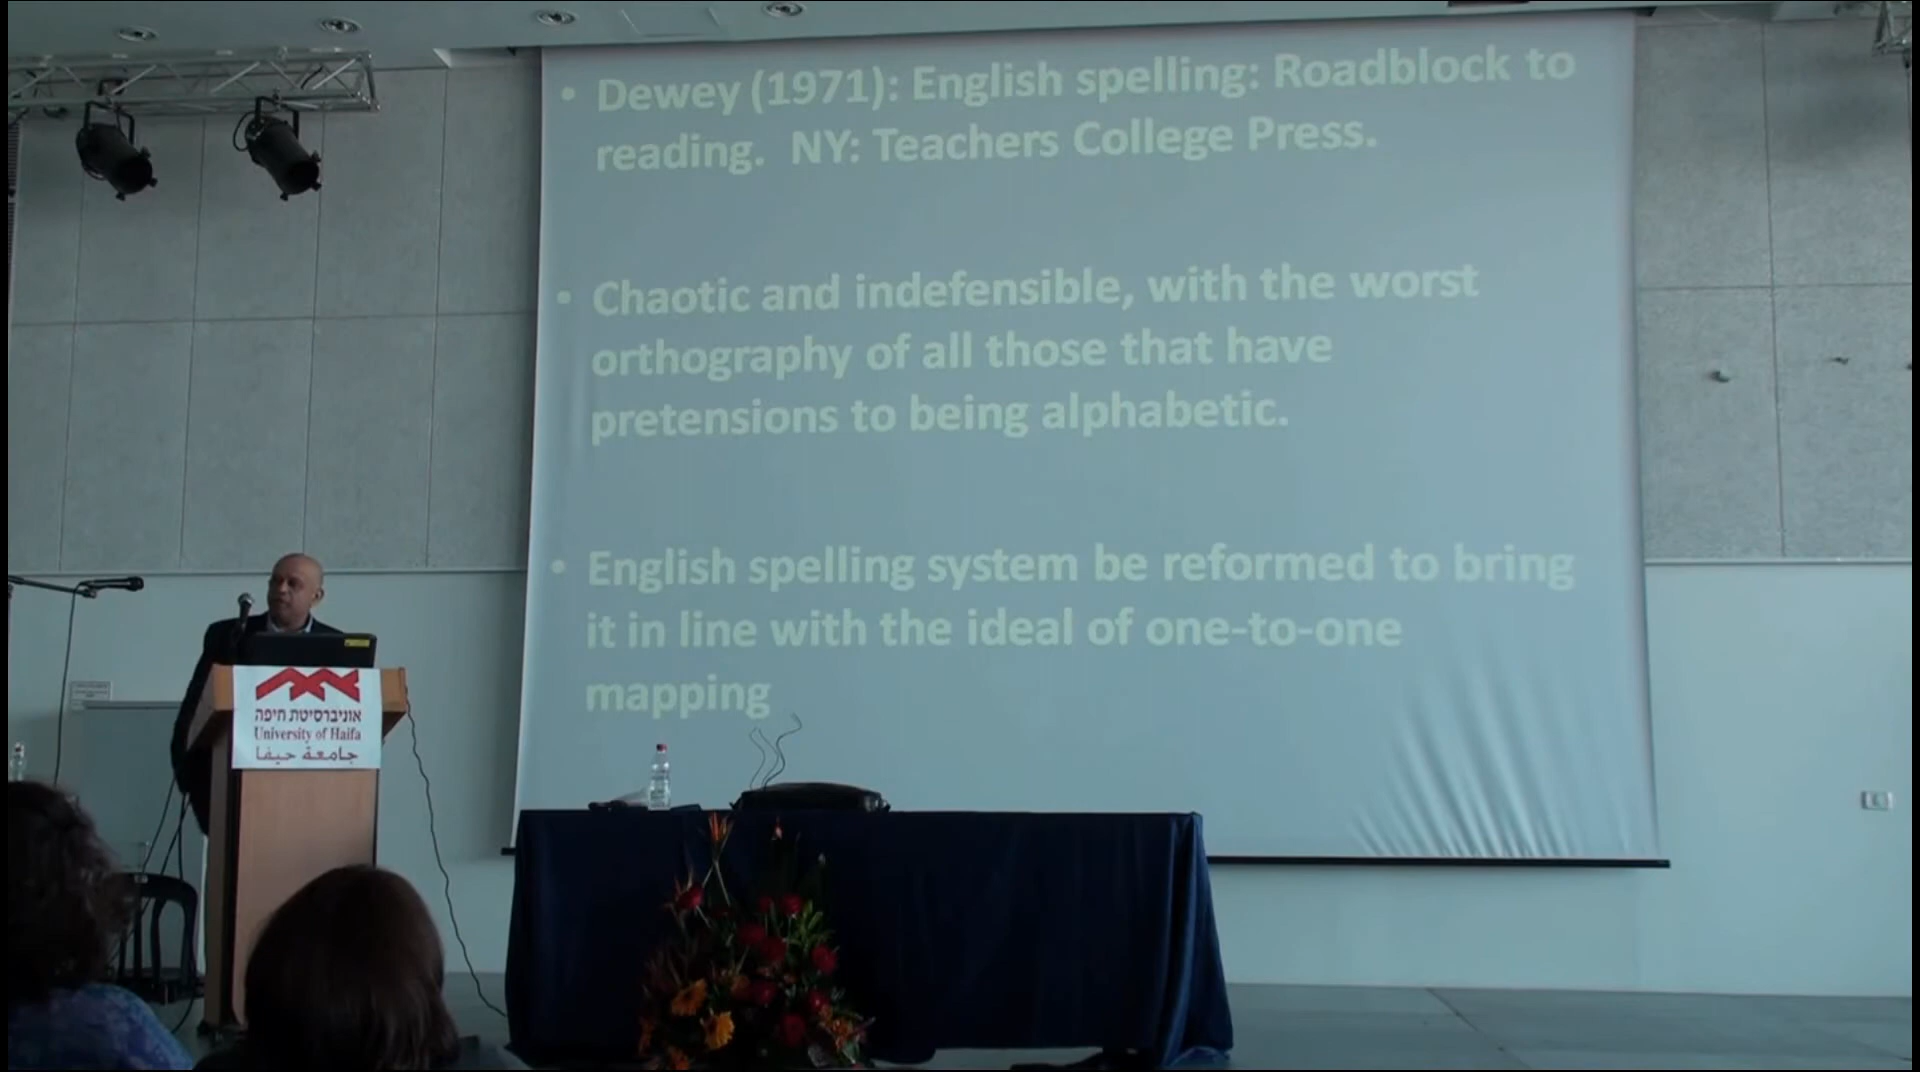 • Dewey (1971): English spelling: Roadblock to
reading. NY: Teachers College Press.
• Chaotic and indefensible, with the worst
orthography of all those that have
pretensions to being alphabetic.
• English spelling system be reformed to bring
it in line with the ideal of one-to-one
mapping
אוניברסיטת חיפה
University of Haifa
جامعة حيفا